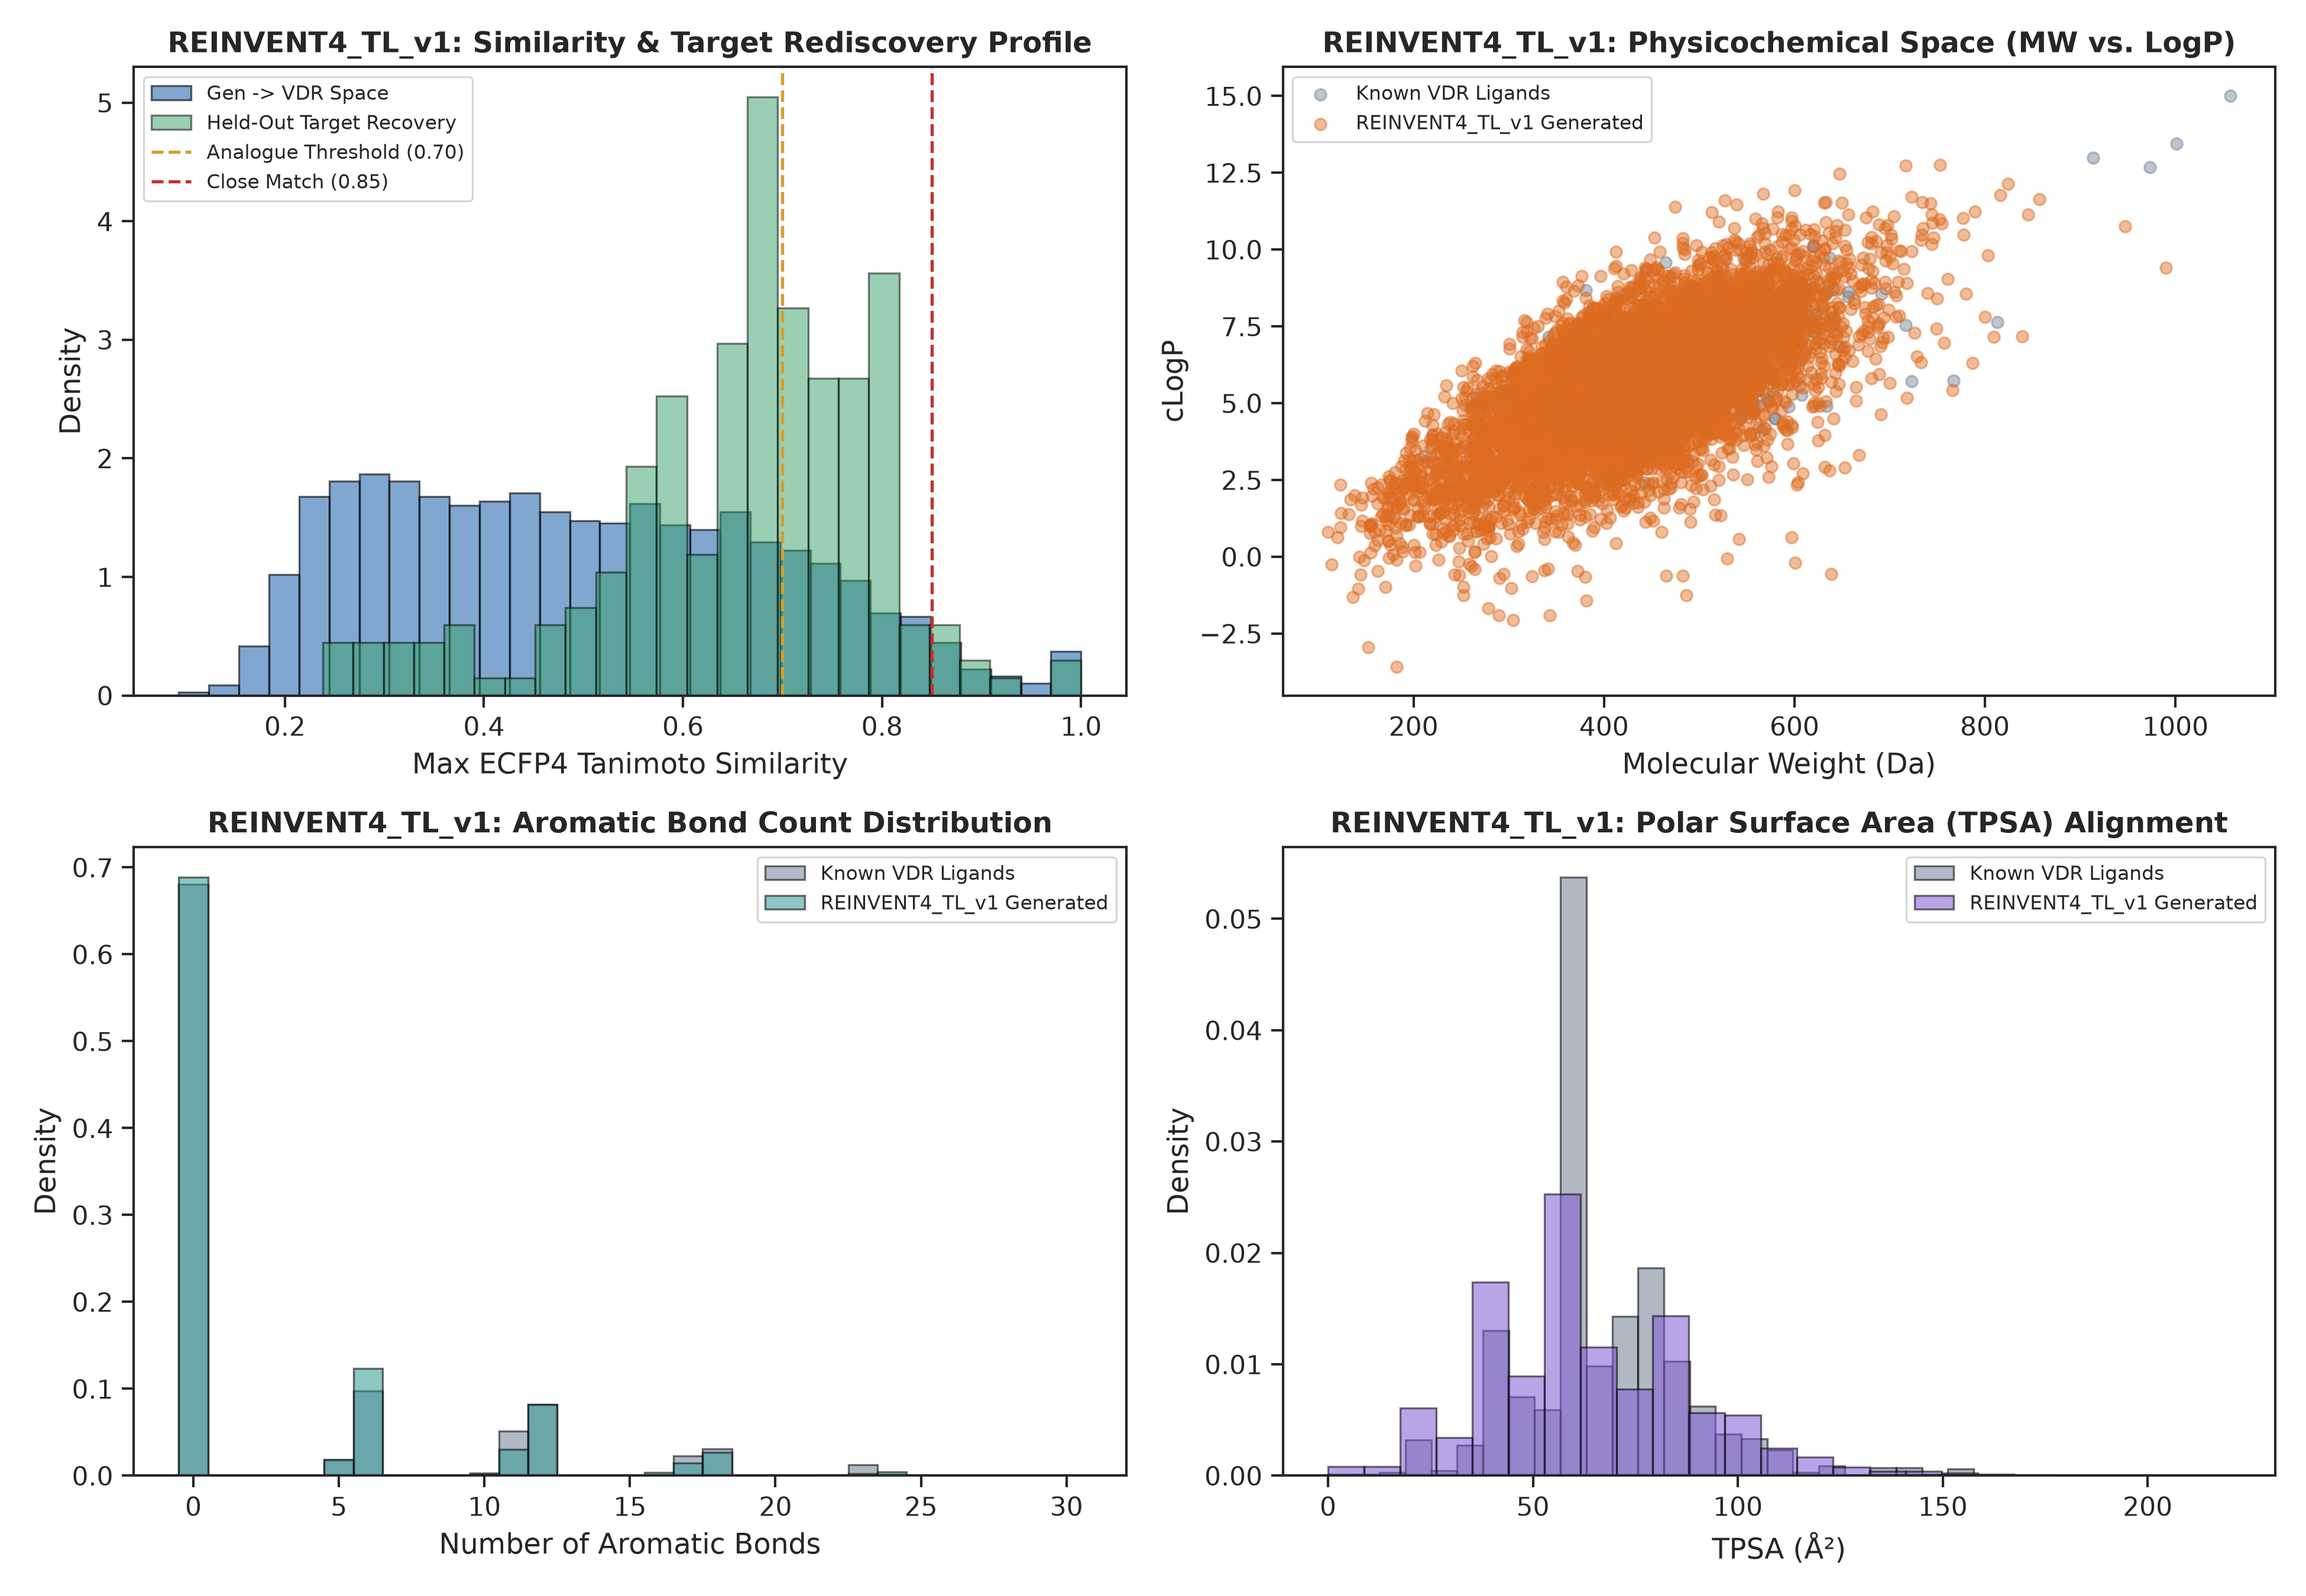 REINVENT4_TL_v1: Similarity & Target Rediscovery Profile
Gen -> VDR Space
Held-Out Target Recovery
Analogue Threshold (0.70)
Close Match (0.85)
Density
5
4
3
2
1
0
0.2 0.4 0.6 0.8 1.0
Max ECFP4 Tanimoto Similarity
REINVENT4_TL_v1: Physicochemical Space (MW vs. LogP)
Known VDR Ligands
REINVENT4_TL_v1 Generated
cLogP
15.0
12.5
10.0
7.5
5.0
2.5
0.0
−2.5
200 400 600 800 1000
Molecular Weight (Da)
REINVENT4_TL_v1: Aromatic Bond Count Distribution
Known VDR Ligands
REINVENT4_TL_v1 Generated
Density
0.7
0.6
0.5
0.4
0.3
0.2
0.1
0.0
0 5 10 15 20 25 30
Number of Aromatic Bonds
REINVENT4_TL_v1: Polar Surface Area (TPSA) Alignment
Known VDR Ligands
REINVENT4_TL_v1 Generated
Density
0.05
0.04
0.03
0.02
0.01
0.00
0 50 100 150 200
TPSA (Å²)